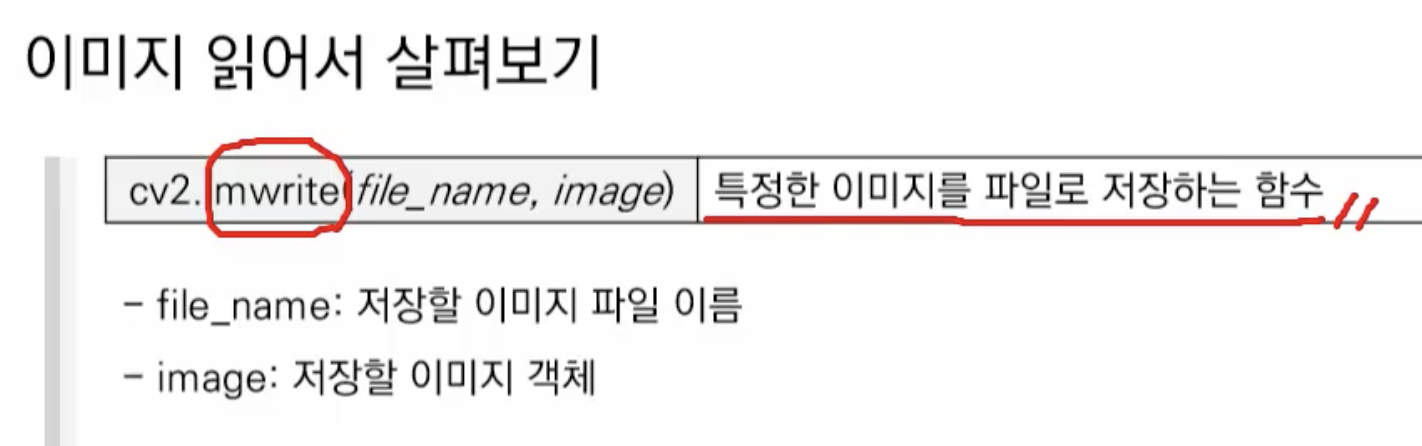 이미지 읽어서 살펴보기
cv2. mwrite(file_name, image) 특정한 이미지를 파일로 저장하는 함수
- file_name: 저장할 이미지 파일 이름
- image: 저장할 이미지 객체